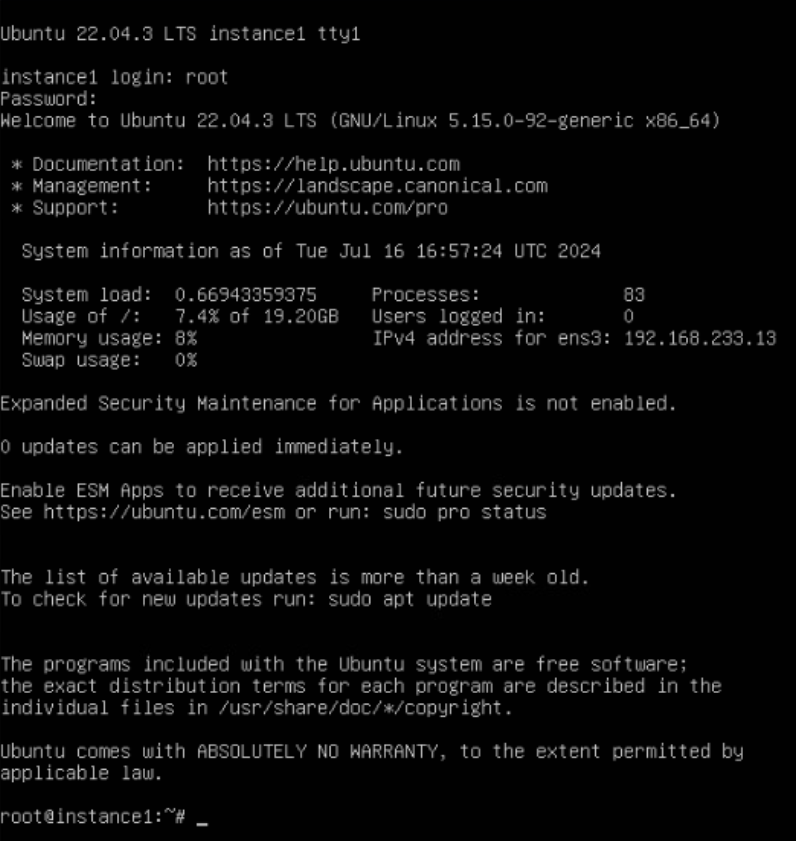 Ubuntu 22.04.3 LTS instance1 tty1
instance1 login: root
Password:
Welcome to Ubuntu 22.04.3 LTS (GNU/Linux 5.15.0-92-generic x86_64)
* Documentation:  https://help.ubuntu.com
* Management:     https://landscape.canonical.com
* Support:        https://ubuntu.com/pro
System information as of Tue Jul 16 16:57:24 UTC 2024
System load:  0.66943359375     Processes:             83
Usage of /:   7.4% of 19.20GB   Users logged in:       0
Memory usage: 8%                IPv4 address for ens3: 192.168.233.13
Swap usage:   0%
Expanded Security Maintenance for Applications is not enabled.
0 updates can be applied immediately.
Enable ESM Apps to receive additional future security updates.
See https://ubuntu.com/esm or run: sudo pro status
The list of available updates is more than a week old.
To check for new updates run: sudo apt update
The programs included with the Ubuntu system are free software;
the exact distribution terms for each program are described in the
individual files in /usr/share/doc/*/copyright.
Ubuntu comes with ABSOLUTELY NO WARRANTY, to the extent permitted by
applicable law.
root@instance1:~# _